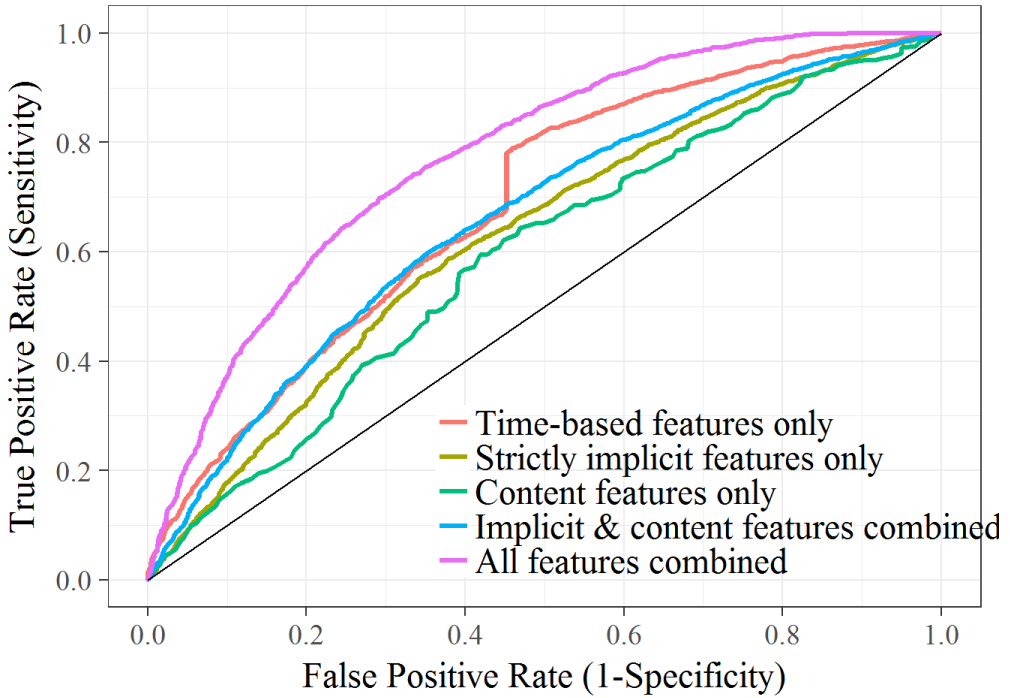 True Positive Rate (Sensitivity)
1.0
0.8
0.6
0.4
0.2
0.0
Time-based features only
Strictly implicit features only
Content features only
Implicit & content features combined
All features combined
0.0 0.2 0.4 0.6 0.8 1.0
False Positive Rate (1-Specificity)